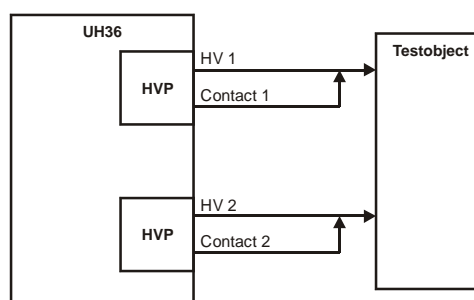 UH36
Testobject
HVP
HV 1
Contact 1
HVP
HV 2
Contact 2